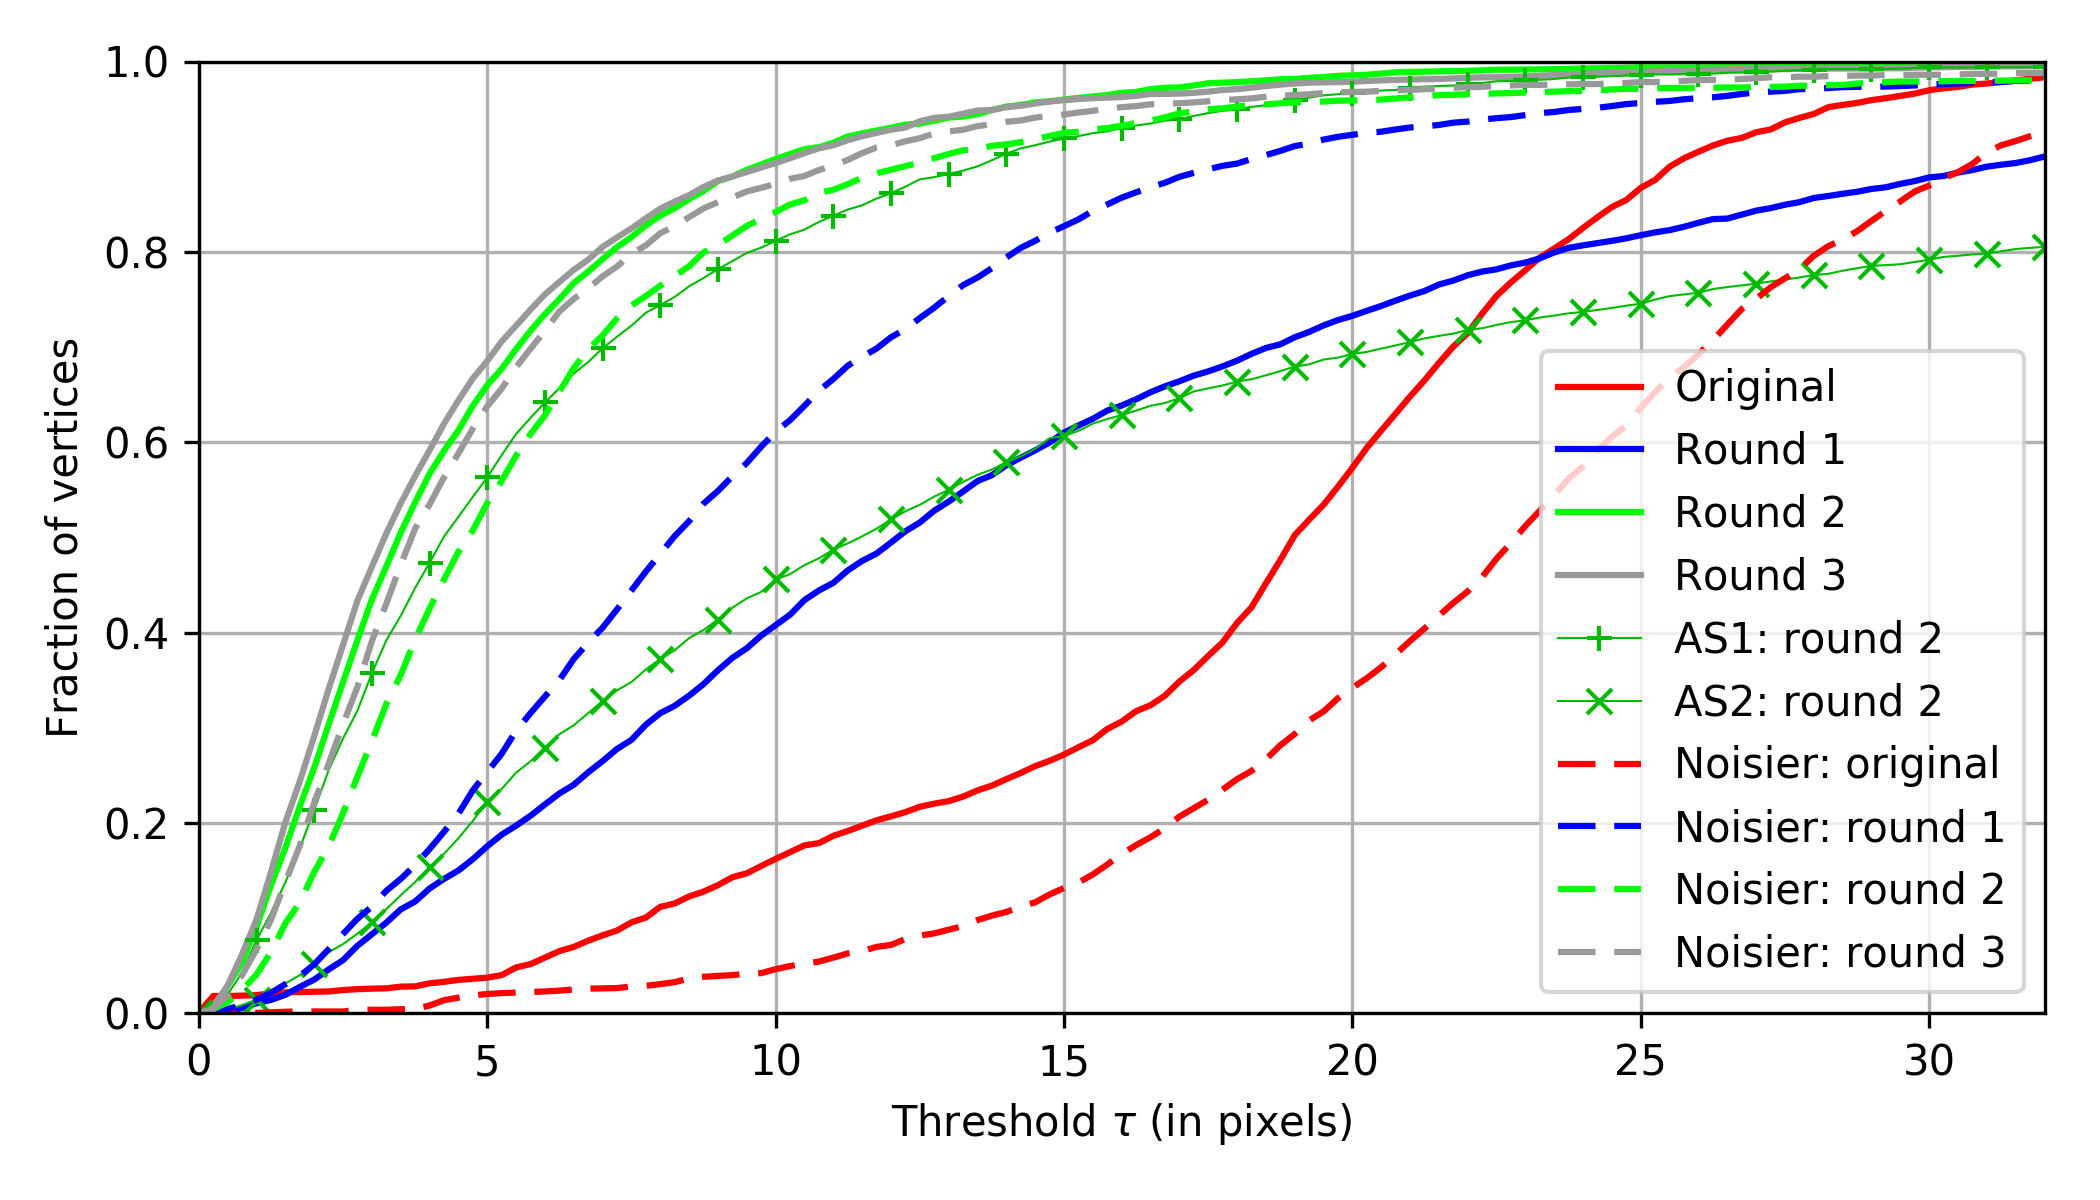 1.0
0.8
0.6
0.4
0.2
0.0
Fraction of vertices
0 5 10 15 20 25 30
Threshold τ (in pixels)
Original
Round 1
Round 2
Round 3
AS1: round 2
AS2: round 2
Noisier: original
Noisier: round 1
Noisier: round 2
Noisier: round 3